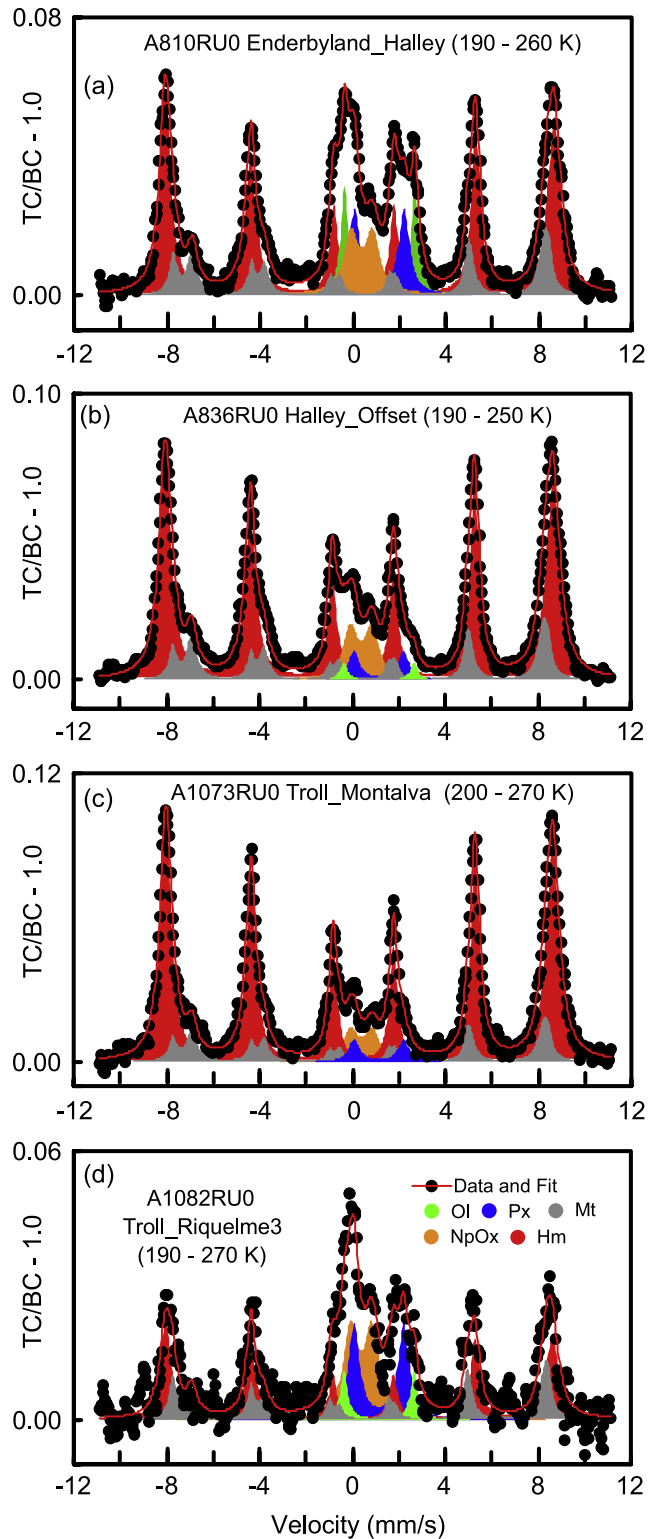 0.08
A810RU0 Enderbyland_Halley (190 - 260 K)
(a)
TC/BC - 1.0
0.00
-12 -8 -4 0 4 8 12
0.10
A836RU0 Halley_Offset (190 - 250 K)
(b)
TC/BC - 1.0
0.00
-12 -8 -4 0 4 8 12
0.12
A1073RU0 Troll_Montalva (200 - 270 K)
(c)
TC/BC - 1.0
0.00
-12 -8 -4 0 4 8 12
0.06
(d)
A1082RU0
Troll_Riquelme3
(190 - 270 K)
Data and Fit
Ol Px Mt
NpOx Hm
TC/BC - 1.0
0.00
-12 -8 -4 0 4 8 12
Velocity (mm/s)